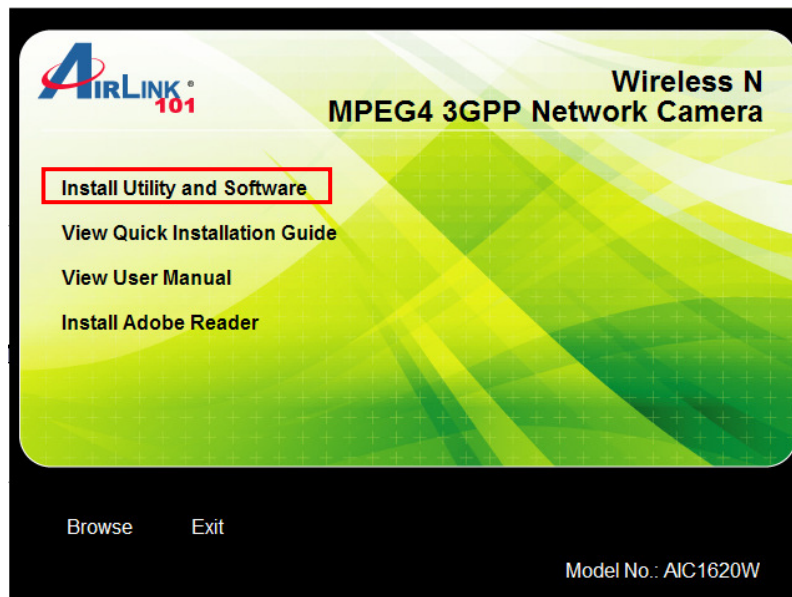 AIRLINK ®
101
Wireless N
MPEG4 3GPP Network Camera
Install Utility and Software
View Quick Installation Guide
View User Manual
Install Adobe Reader
Browse Exit
Model No.: AIC1620W